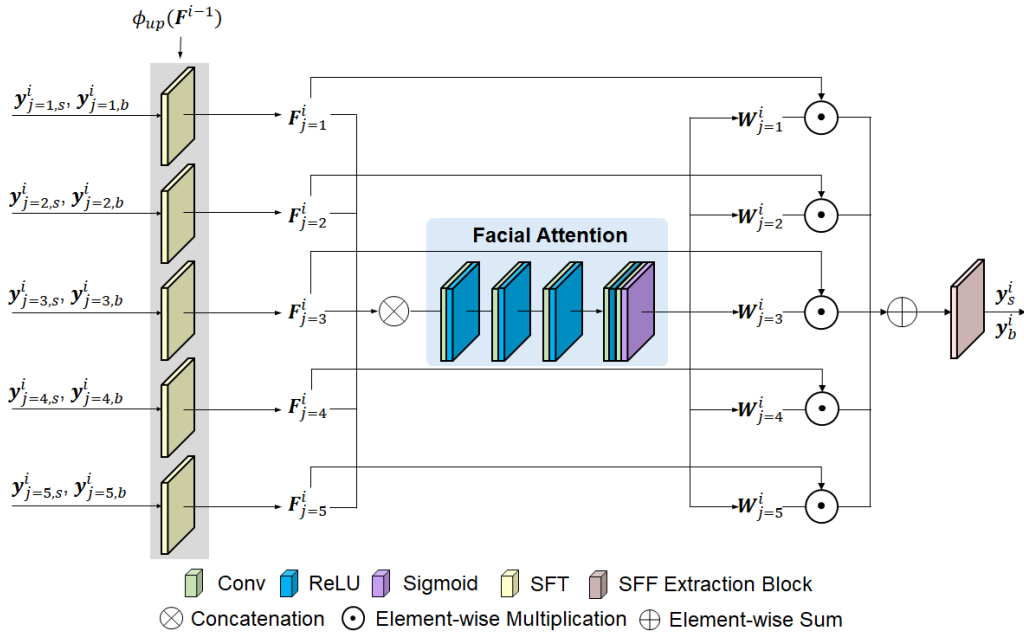 ϕ_up(F^{i−1})
y^i_{j=1,s}, y^i_{j=1,b}
F^i_{j=1}
W^i_{j=1}
y^i_{j=2,s}, y^i_{j=2,b}
F^i_{j=2}
W^i_{j=2}
Facial Attention
y^i_{j=3,s}, y^i_{j=3,b}
F^i_{j=3}
W^i_{j=3}
y^i_s
y^i_b
y^i_{j=4,s}, y^i_{j=4,b}
F^i_{j=4}
W^i_{j=4}
y^i_{j=5,s}, y^i_{j=5,b}
F^i_{j=5}
W^i_{j=5}
Conv ReLU Sigmoid SFT SFF Extraction Block
Concatenation Element-wise Multiplication Element-wise Sum